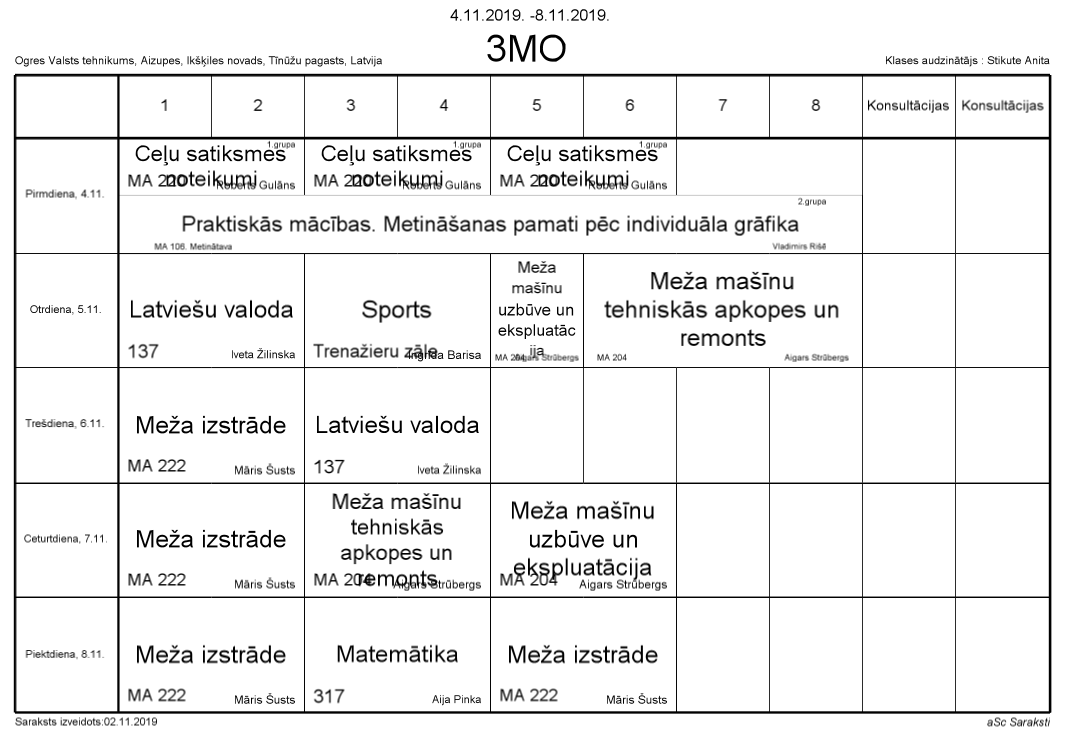 4.11.2019. -8.11.2019.
3MO
Ogres Valsts tehnikums, Aizupes, Ikšķiles novads, Tīnūžu pagasts, Latvija
Klases audzinātājs : Stikute Anita
1 2 3 4 5 6 7 8 Konsultācijas Konsultācijas
Pirmdiena, 4.11.
1.grupa
Ceļu satiksmes
noteikumi
MA 220 Roberts Gulāns
1.grupa
Ceļu satiksmes
noteikumi
MA 220 Roberts Gulāns
1.grupa
Ceļu satiksmes
noteikumi
MA 220 Roberts Gulāns
2.grupa
Praktiskās mācības. Metināšanas pamati pēc individuāla grāfika
MA 106. Metinātava Vladimirs Rišē
Otrdiena, 5.11.
Latviešu valoda
137 Iveta Žilinska
Sports
Trenažieru zāle Ingrīda Barisa
Meža
mašīnu
uzbūve un
ekspluatāc
ija
MA 204 Aigars Strūbergs
Meža mašīnu
tehniskās apkopes un
remonts
MA 204 Aigars Strūbergs
Trešdiena, 6.11.
Meža izstrāde
MA 222 Māris Šusts
Latviešu valoda
137 Iveta Žilinska
Ceturtdiena, 7.11.
Meža izstrāde
MA 222 Māris Šusts
Meža mašīnu
tehniskās
apkopes un
remonts
MA 204 Aigars Strūbergs
Meža mašīnu
uzbūve un
ekspluatācija
MA 204 Aigars Strūbergs
Piektdiena, 8.11.
Meža izstrāde
MA 222 Māris Šusts
Matemātika
317 Aija Pinka
Meža izstrāde
MA 222 Māris Šusts
Saraksts izveidots:02.11.2019
aSc Saraksti